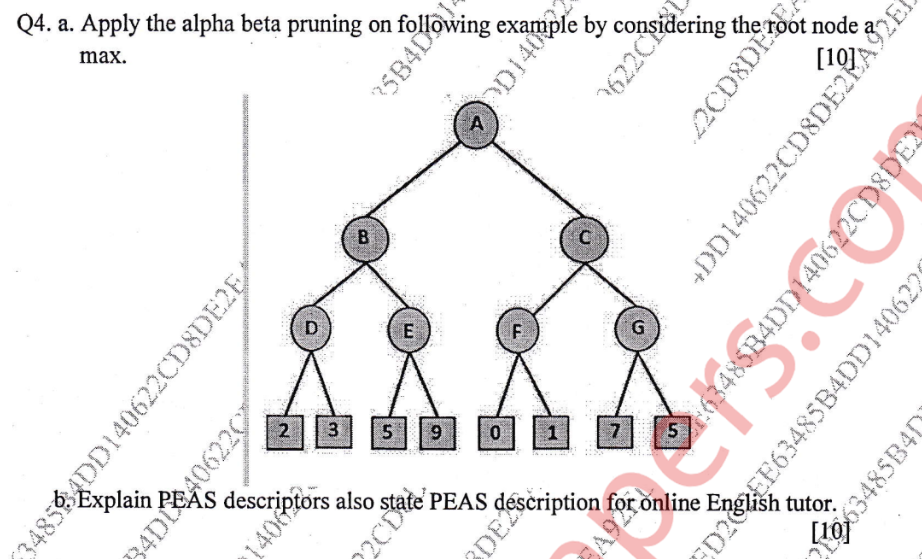 Q4. a. Apply the alpha beta pruning on following example by considering the root node as
max. [10]
A
B C
D E F G
2 3 5 9 0 1 7 5
b. Explain PEAS descriptors also state PEAS description for online English tutor.
[10]